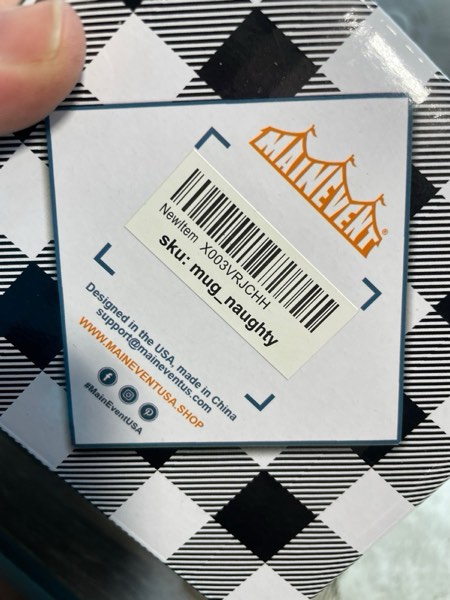 MAINEVENT®
NewItem X003VRJCHH
sku: mug_naughty
Designed in the USA, made in China
support@maineventus.com
WWW.MAINEVENTUSA.SHOP
#MainEventUSA